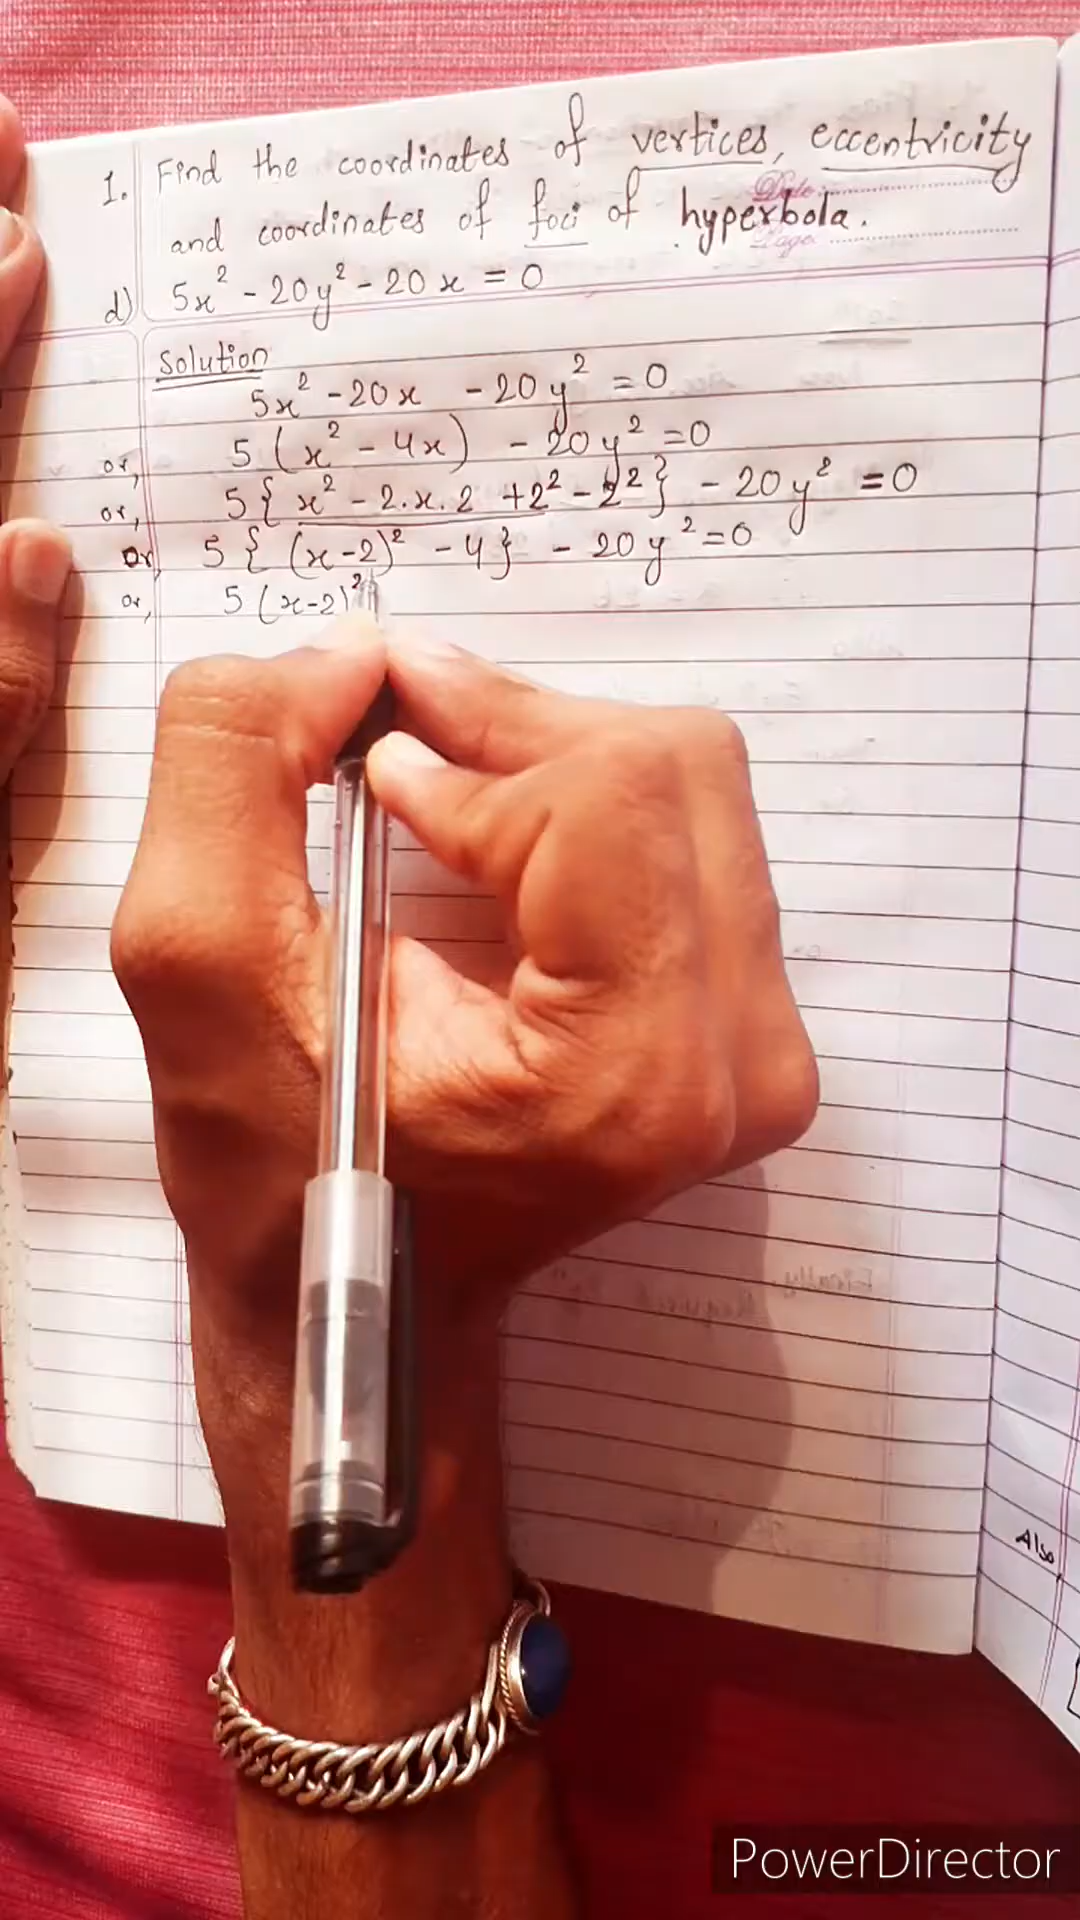 1. Find the coordinates of vertices, eccentricity
Date
and coordinates of foci of hyperbola.
Page
d) 5x² - 20y² - 20x = 0
Solution
5x² - 20x - 20y² = 0
or, 5(x² - 4x) - 20y² = 0
or, 5{x² - 2.x.2 + 2² - 2²} - 20y² = 0
or, 5{(x-2)² - 4} - 20y² = 0
or, 5(x-2)²
Also
PowerDirector